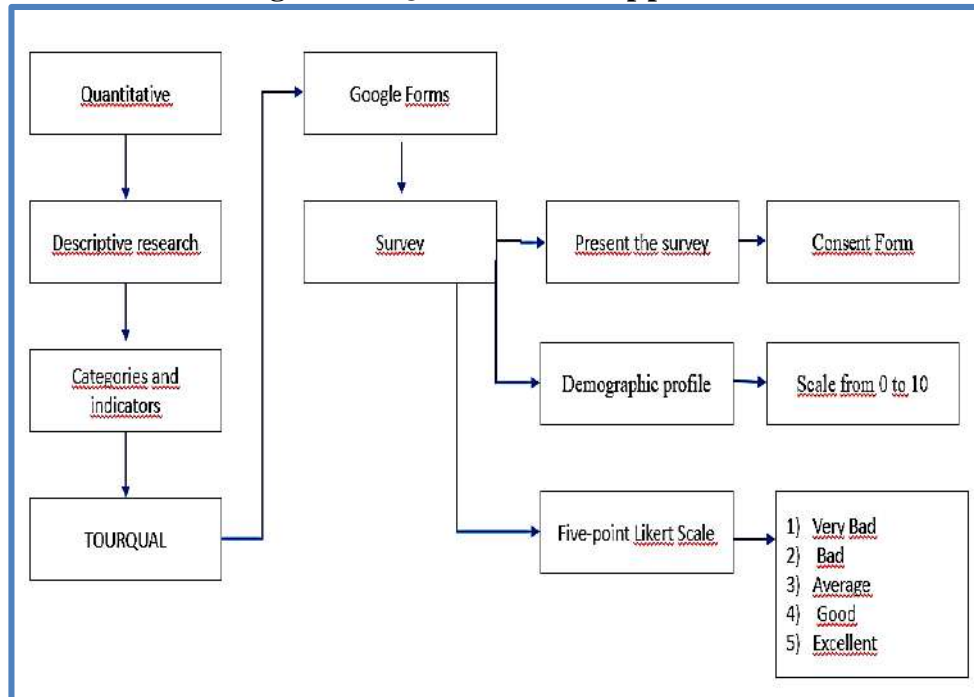 Quantitative
Descriptive research
Categories and
indicators
TOURQUAL
Google Forms
Survey
Present the survey
Consent Form
Demographic profile
Scale from 0 to 10
Five-point Likert Scale
1) Very Bad
2) Bad
3) Average
4) Good
5) Excellent